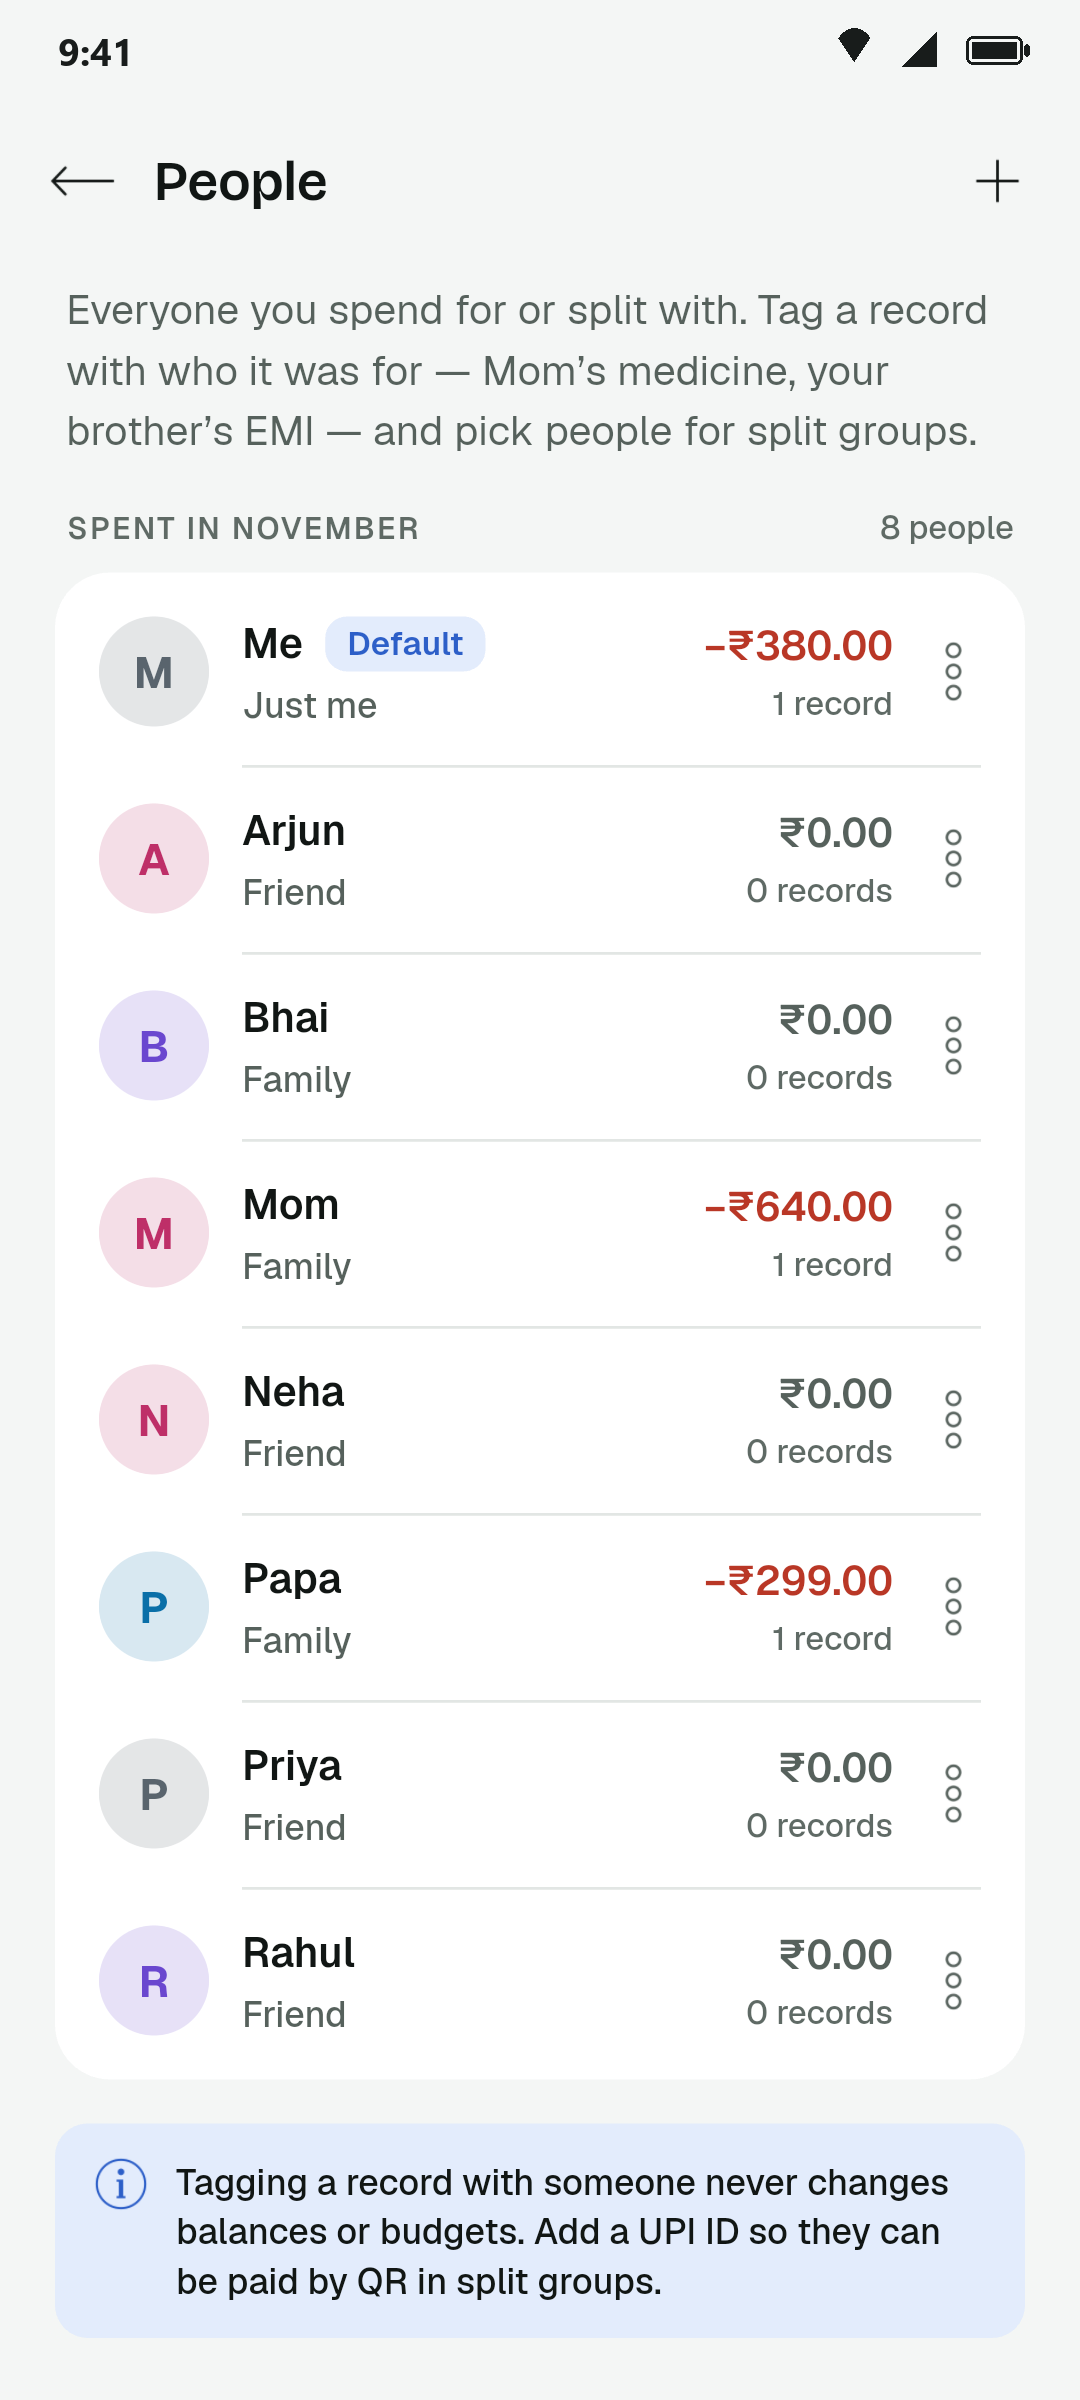 9:41
People
Everyone you spend for or split with. Tag a record
with who it was for — Mom’s medicine, your
brother’s EMI — and pick people for split groups.
SPENT IN NOVEMBER
8 people
M
Me
Default
−₹380.00
Just me
1 record
A
Arjun
₹0.00
Friend
0 records
B
Bhai
₹0.00
Family
0 records
M
Mom
−₹640.00
Family
1 record
N
Neha
₹0.00
Friend
0 records
P
Papa
−₹299.00
Family
1 record
P
Priya
₹0.00
Friend
0 records
R
Rahul
₹0.00
Friend
0 records
Tagging a record with someone never changes
balances or budgets. Add a UPI ID so they can
be paid by QR in split groups.